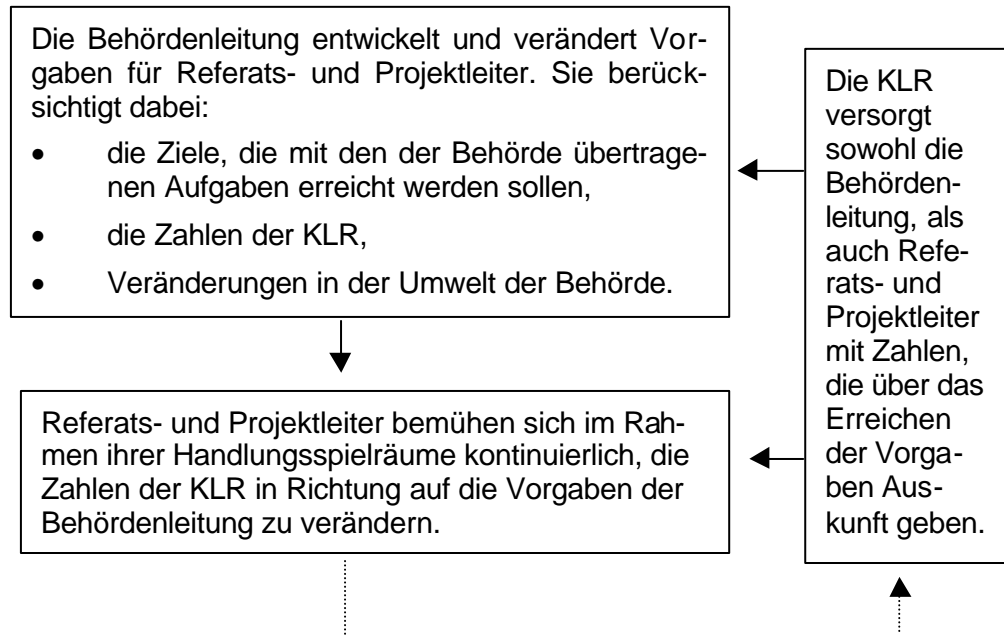 Die Behördenleitung entwickelt und verändert Vor-
gaben für Referats- und Projektleiter. Sie berück-
sichtigt dabei:
• die Ziele, die mit den der Behörde übertrage-
nen Aufgaben erreicht werden sollen,
• die Zahlen der KLR,
• Veränderungen in der Umwelt der Behörde.
Referats- und Projektleiter bemühen sich im Rah-
men ihrer Handlungsspielräume kontinuierlich, die
Zahlen der KLR in Richtung auf die Vorgaben der
Behördenleitung zu verändern.
Die KLR
versorgt
sowohl die
Behörden-
leitung, als
auch Refe-
rats- und
Projektleiter
mit Zahlen,
die über das
Erreichen
der Vorga-
ben Aus-
kunft geben.